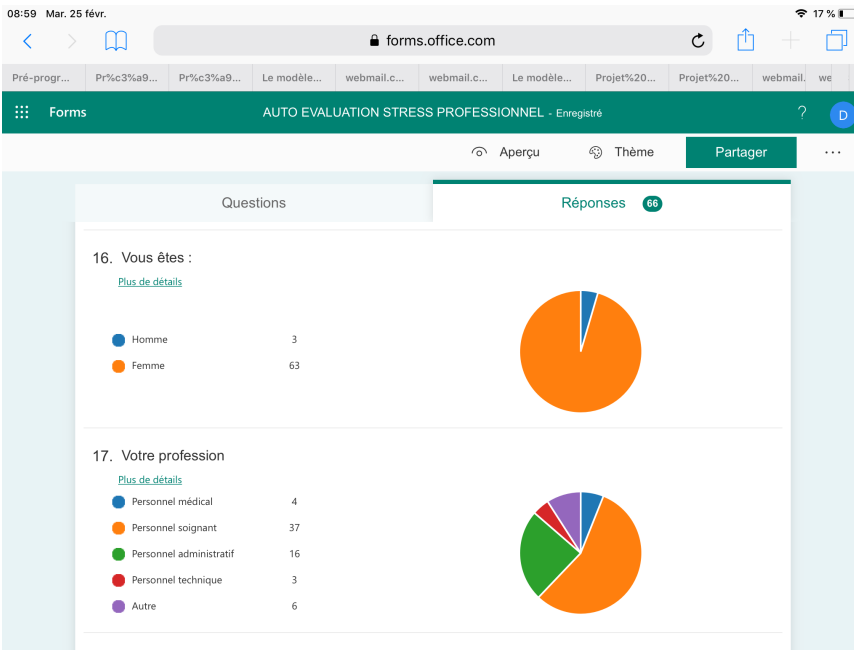 08:59 Mar. 25 févr. 17 %
forms.office.com
Pré-progr... Pr%c3%a9... Pr%c3%a9... Le modèle... webmail.c... webmail.c... Le modèle... Projet%20... Projet%20... webmail. we
Forms AUTO EVALUATION STRESS PROFESSIONNEL - Enregistré ? D
Aperçu Thème Partager ...
Questions Réponses 66
16. Vous êtes :
Plus de détails
Homme 3
Femme 63
17. Votre profession
Plus de détails
Personnel médical 4
Personnel soignant 37
Personnel administratif 16
Personnel technique 3
Autre 6